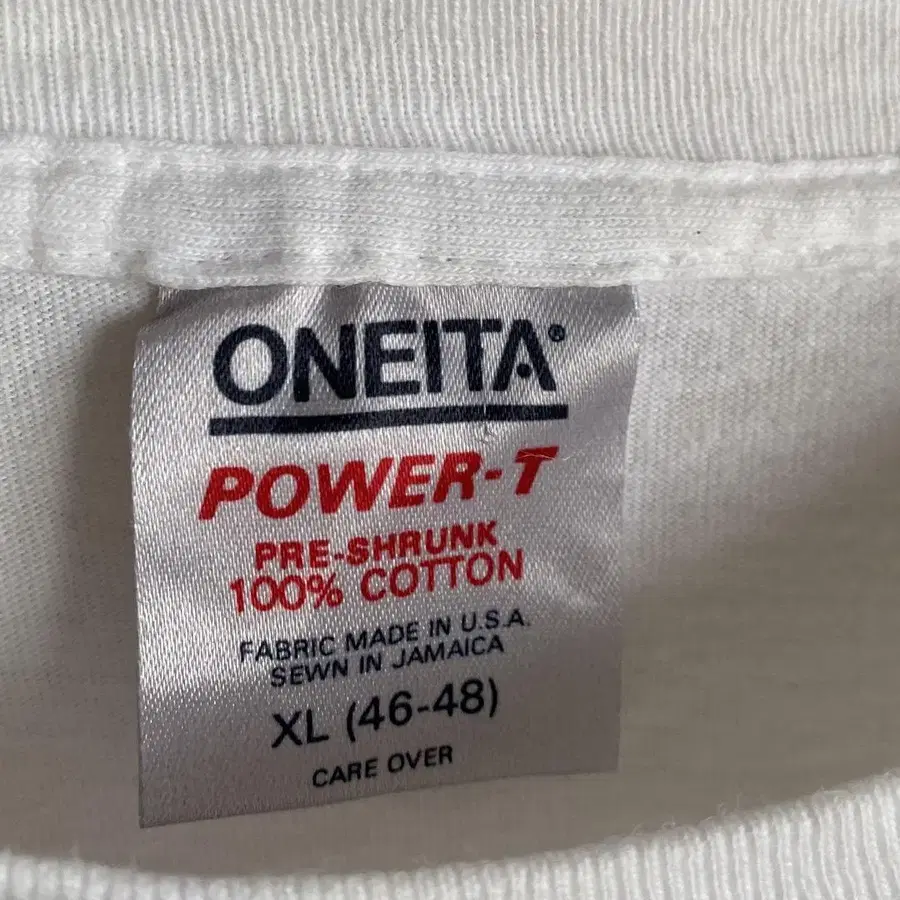 ONEITA®
POWER-T
PRE-SHRUNK
100% COTTON
FABRIC MADE IN U.S.A.
SEWN IN JAMAICA
XL (46-48)
CARE OVER